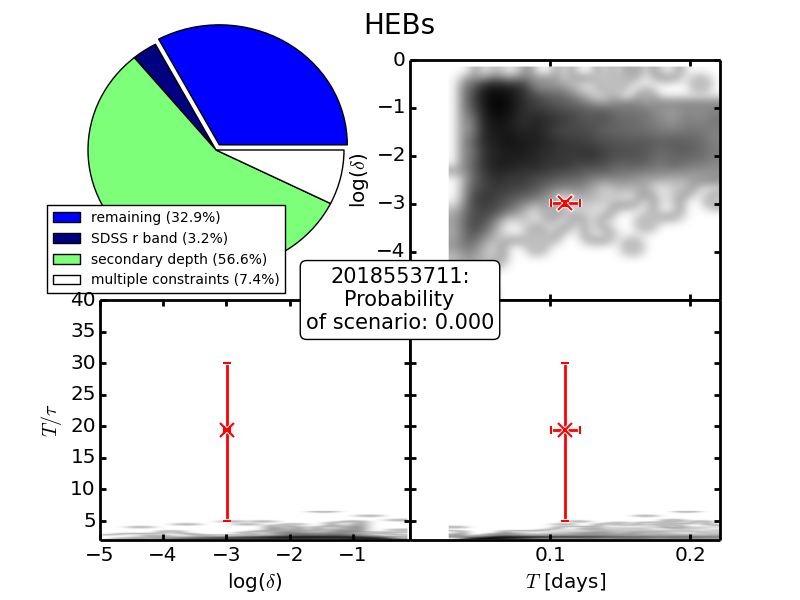 HEBs
remaining (32.9%)
SDSS r band (3.2%)
secondary depth (56.6%)
multiple constraints (7.4%)
log(δ)
0
−1
−2
−3
−4
2018553711:
Probability
of scenario: 0.000
T/τ
40
35
30
25
20
15
10
5
−5 −4 −3 −2 −1
log(δ)
0.1 0.2
T [days]